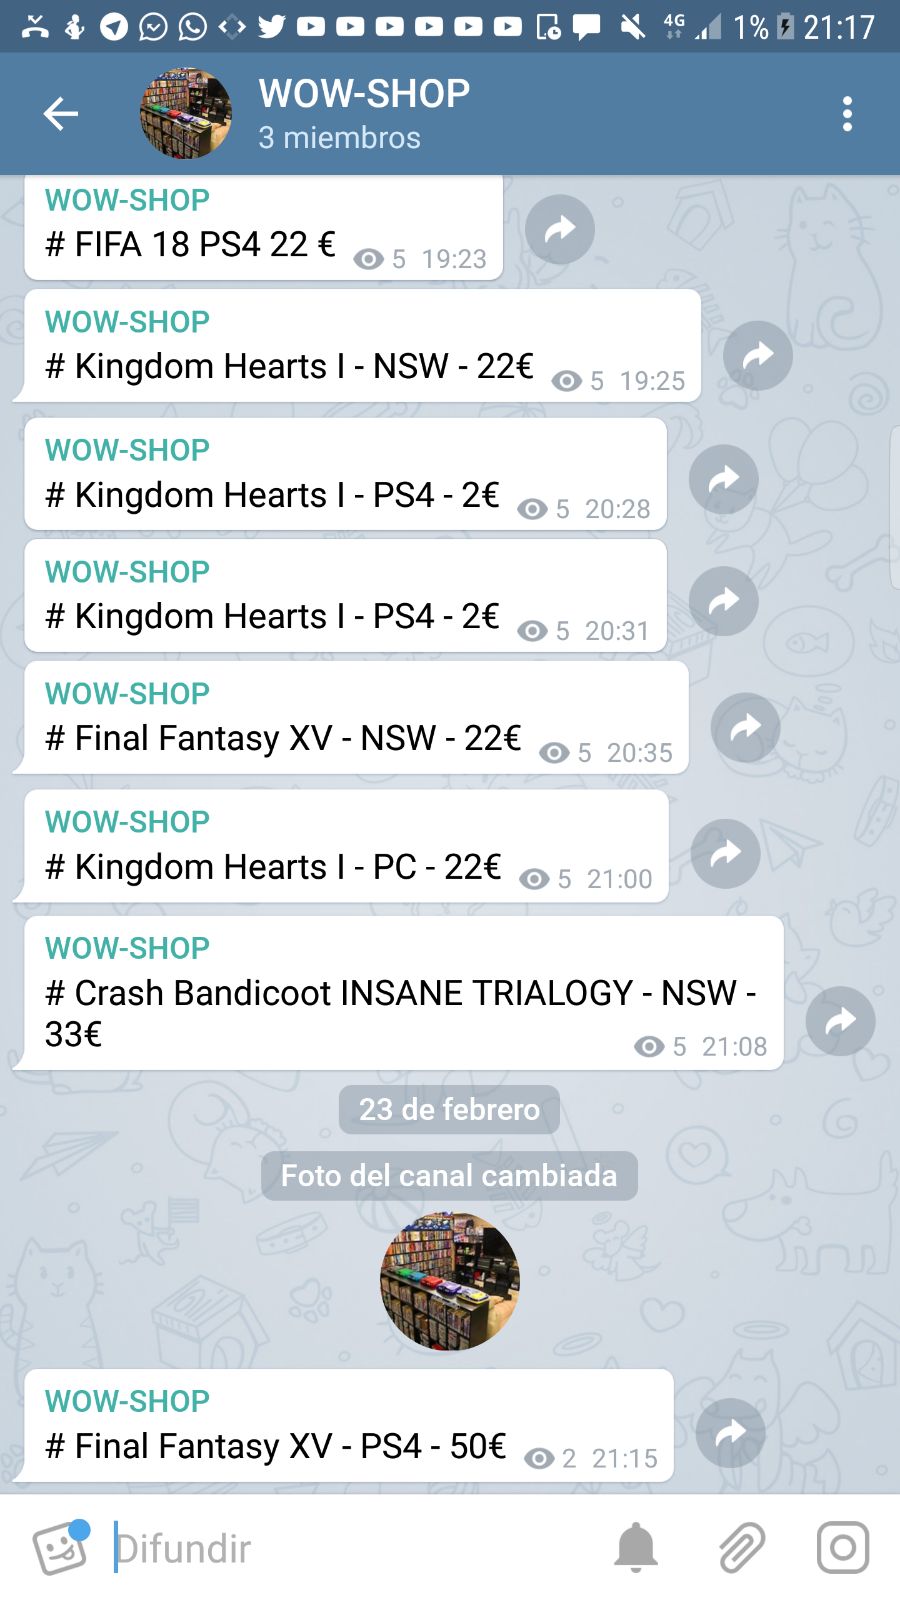 4G 1% 21:17
WOW-SHOP
3 miembros
WOW-SHOP
# FIFA 18 PS4 22 € 5 19:23
WOW-SHOP
# Kingdom Hearts I - NSW - 22€ 5 19:25
WOW-SHOP
# Kingdom Hearts I - PS4 - 2€ 5 20:28
WOW-SHOP
# Kingdom Hearts I - PS4 - 2€ 5 20:31
WOW-SHOP
# Final Fantasy XV - NSW - 22€ 5 20:35
WOW-SHOP
# Kingdom Hearts I - PC - 22€ 5 21:00
WOW-SHOP
# Crash Bandicoot INSANE TRIALOGY - NSW -
33€ 5 21:08
23 de febrero
Foto del canal cambiada
WOW-SHOP
# Final Fantasy XV - PS4 - 50€ 2 21:15
Difundir